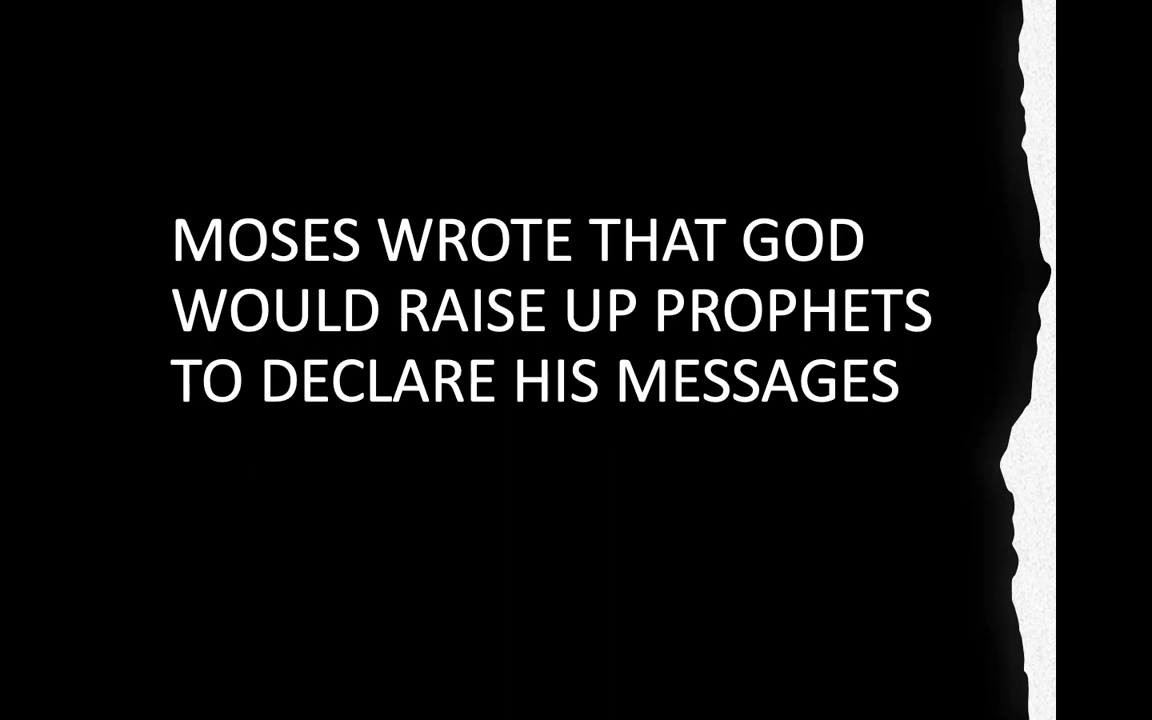 MOSES WROTE THAT GOD
WOULD RAISE UP PROPHETS
TO DECLARE HIS MESSAGES